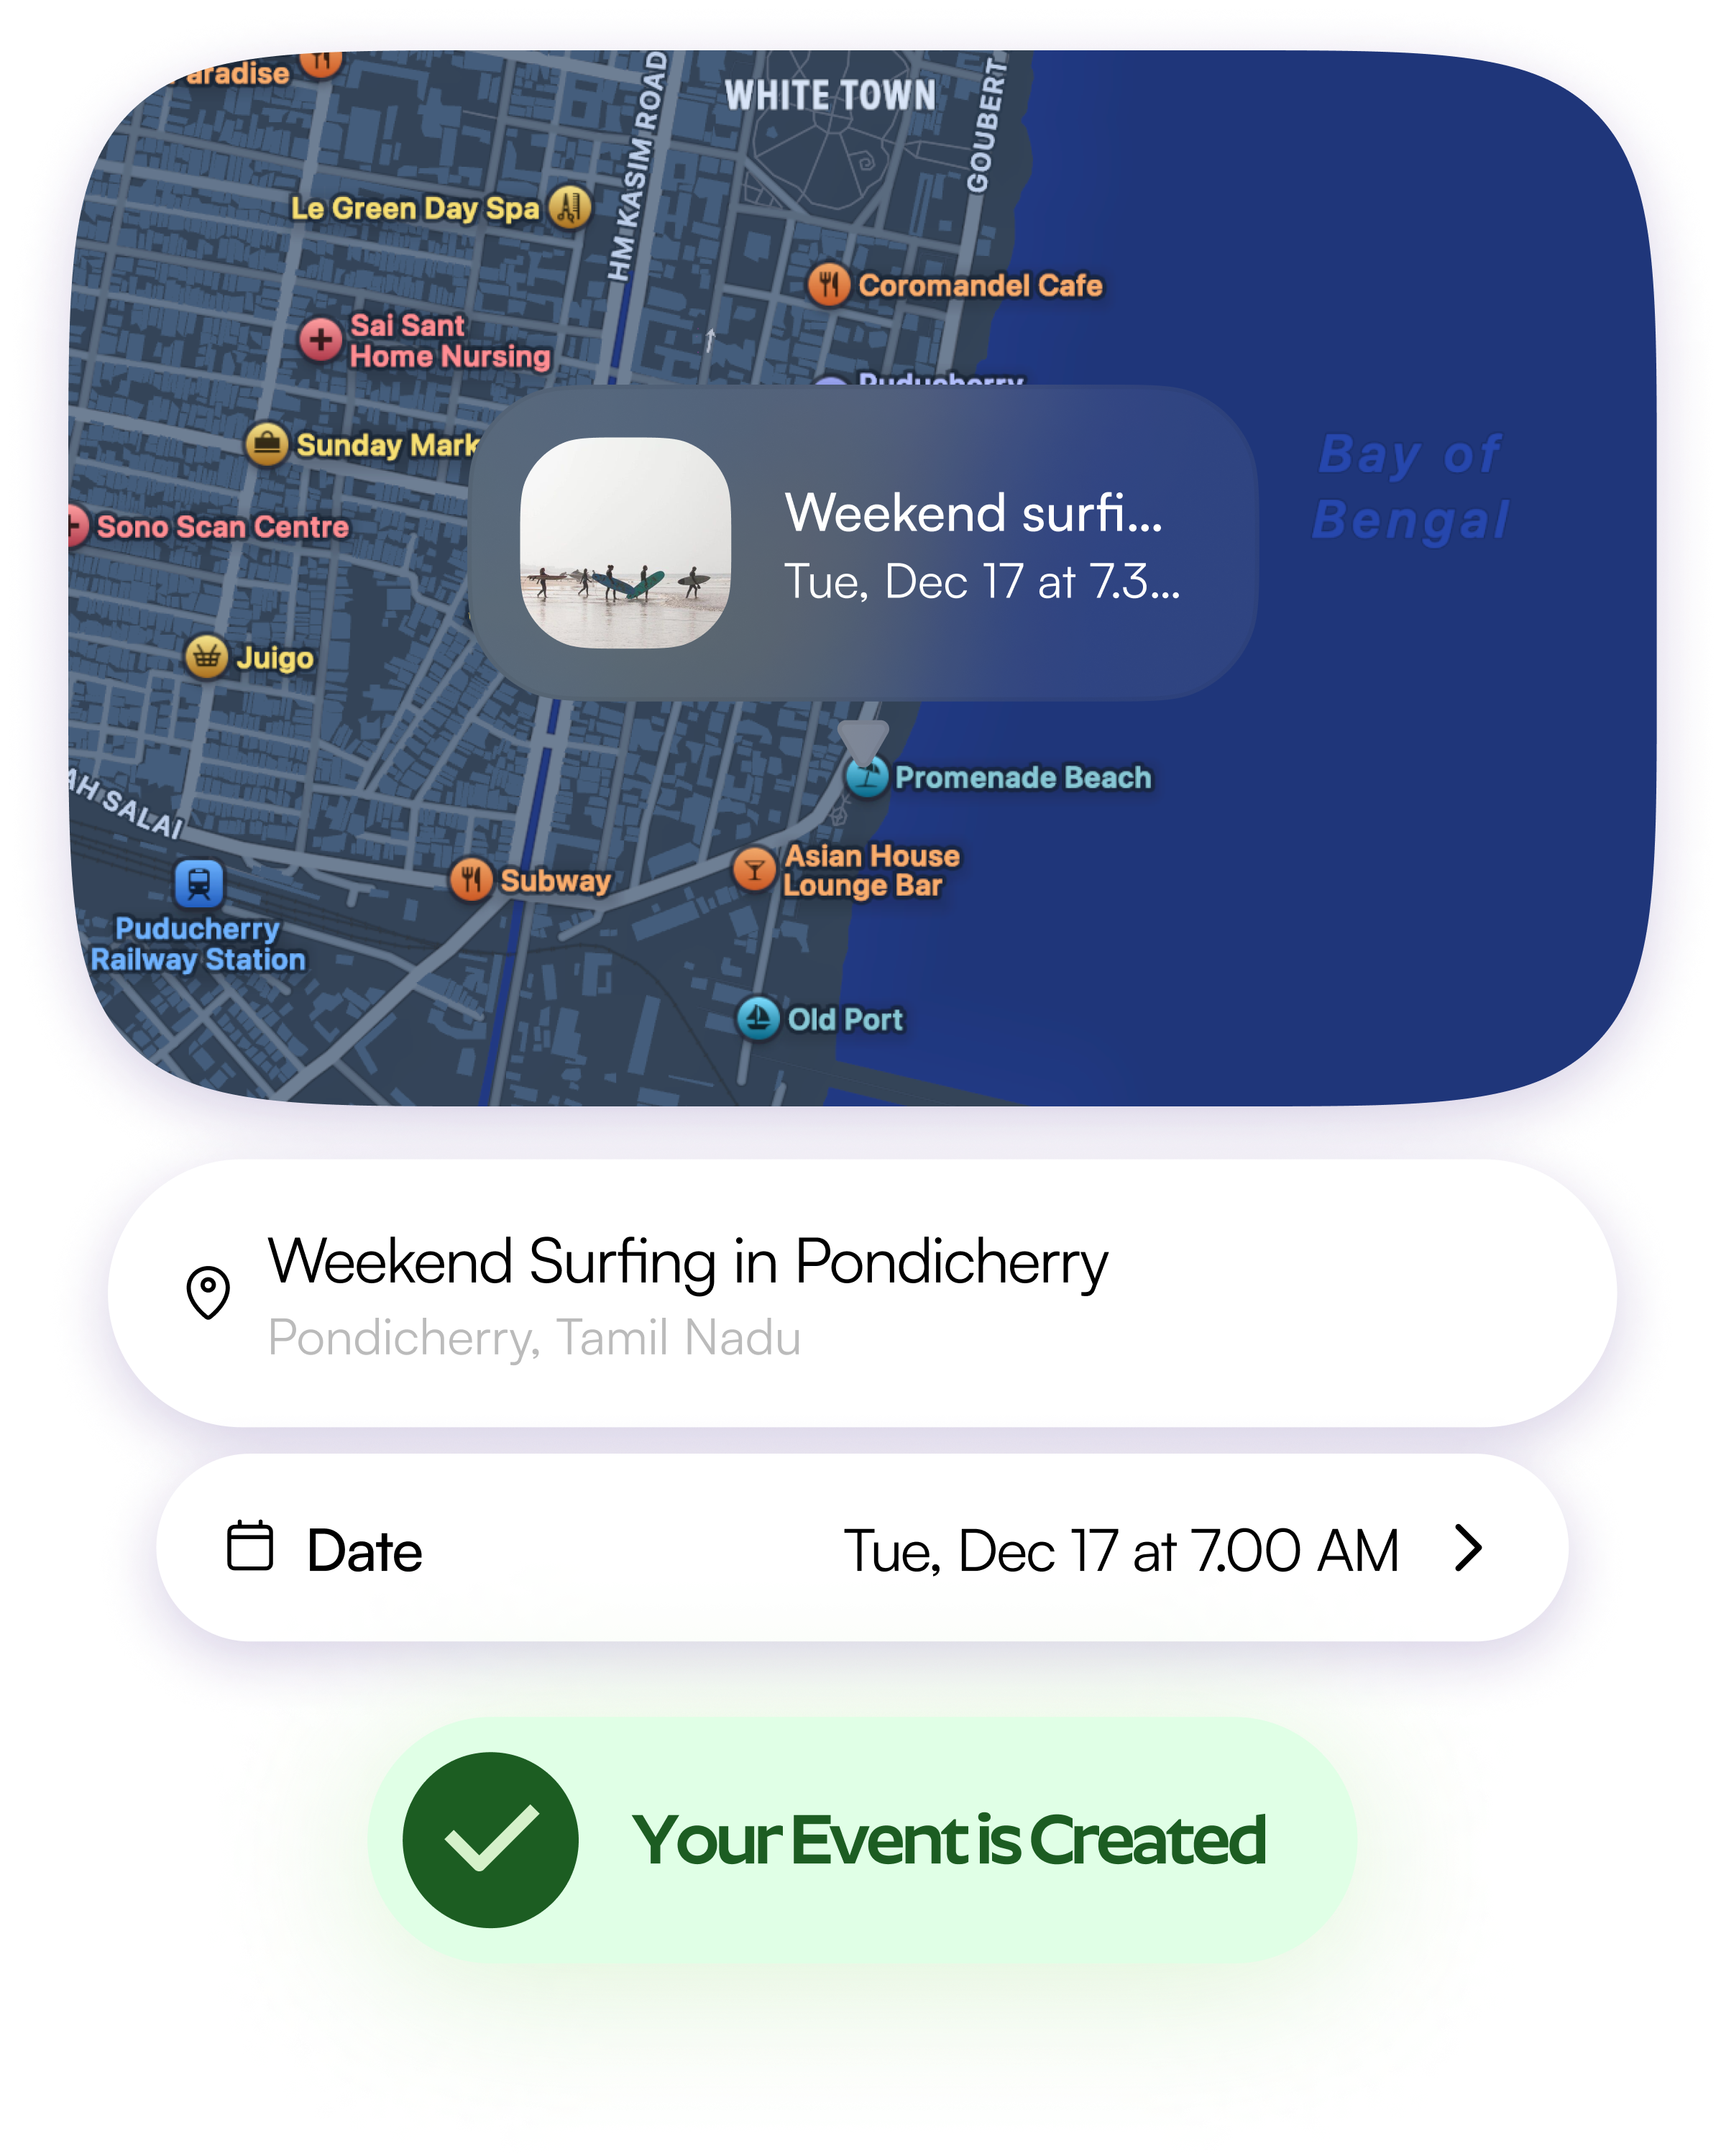 aradise
WHITE TOWN
HM KASIM ROAD
GOUBERT
Le Green Day Spa
Coromandel Cafe
Sai Sant
Home Nursing
Puducherry
Sunday Mark
Bay of
Bengal
Weekend surfi...
Tue, Dec 17 at 7.3...
Sono Scan Centre
Juigo
Promenade Beach
AH SALAI
Asian House
Lounge Bar
Subway
Puducherry
Railway Station
Old Port
Weekend Surfing in Pondicherry
Pondicherry, Tamil Nadu
Date
Tue, Dec 17 at 7.00 AM
Your Event is Created